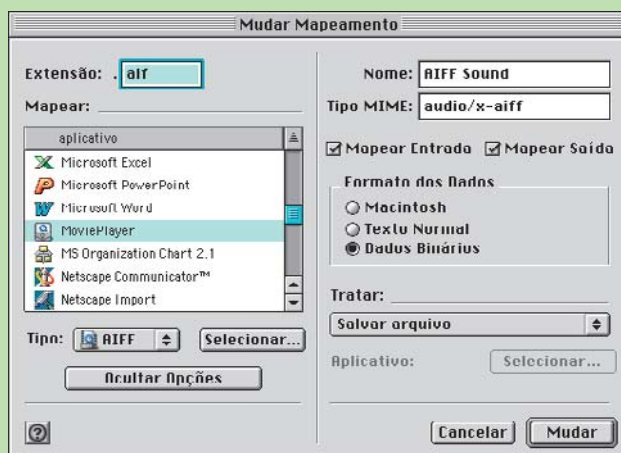 Mudar Mapeamento
Extensão: . aif
Mapear:
aplicativo
Microsoft Excel
Microsoft PowerPoint
Microsoft Word
MoviePlayer
MS Organization Chart 2.1
Netscape Communicator™
Netscape Import
Tipo: AIFF
Selecionar...
Ocultar Opções
Nome: AIFF Sound
Tipo MIME: audio/x-aiff
Mapear Entrada
Mapear Saída
Formato dos Dados
Macintosh
Texto Normal
Dados Binários
Tratar:
Salvar arquivo
Aplicativo:
Selecionar...
?
Cancelar
Mudar